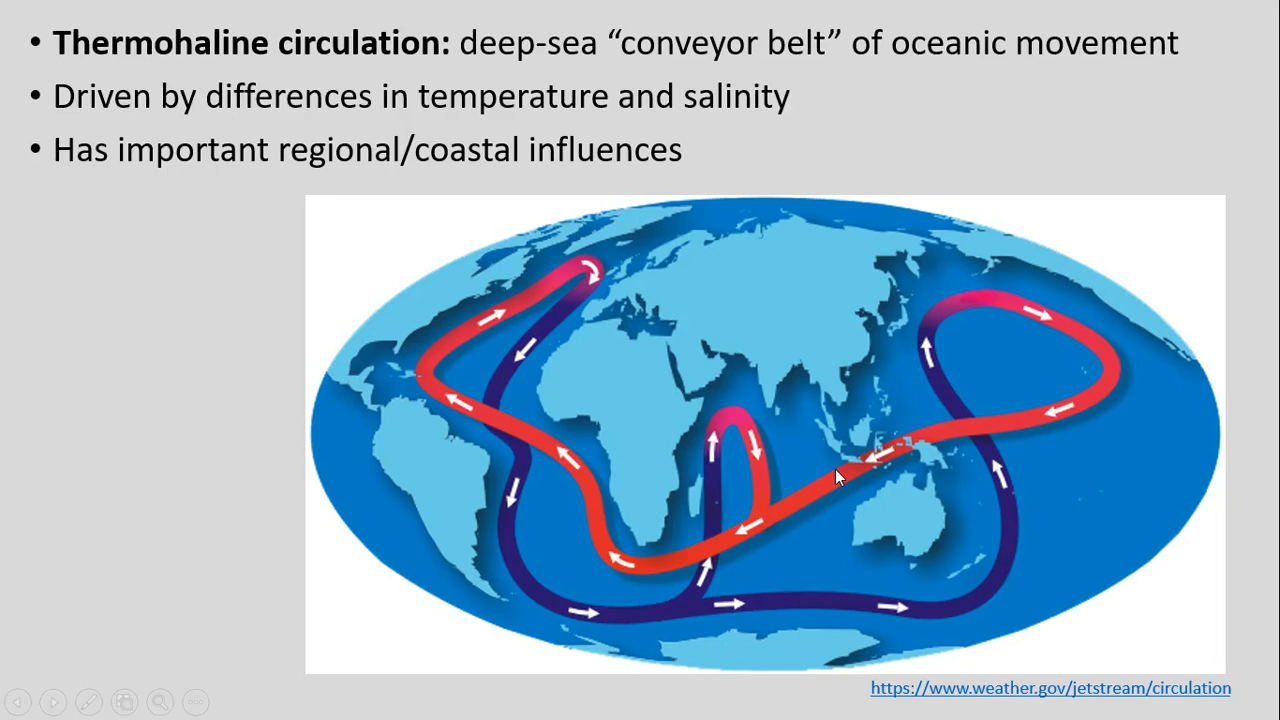 • Thermohaline circulation: deep-sea “conveyor belt” of oceanic movement
• Driven by differences in temperature and salinity
• Has important regional/coastal influences
https://www.weather.gov/jetstream/circulation